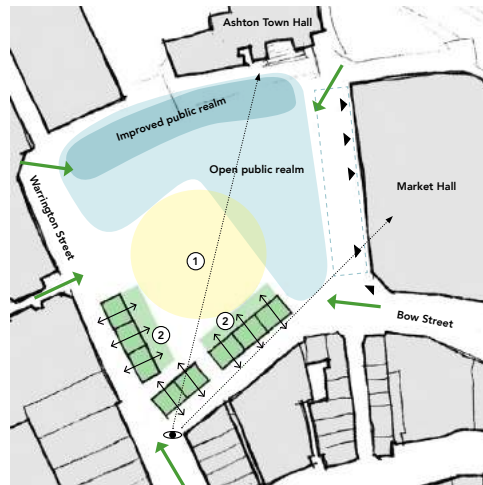 Ashton Town Hall
Improved public realm
Open public realm
Market Hall
Warrington Street
1
2
2
Bow Street